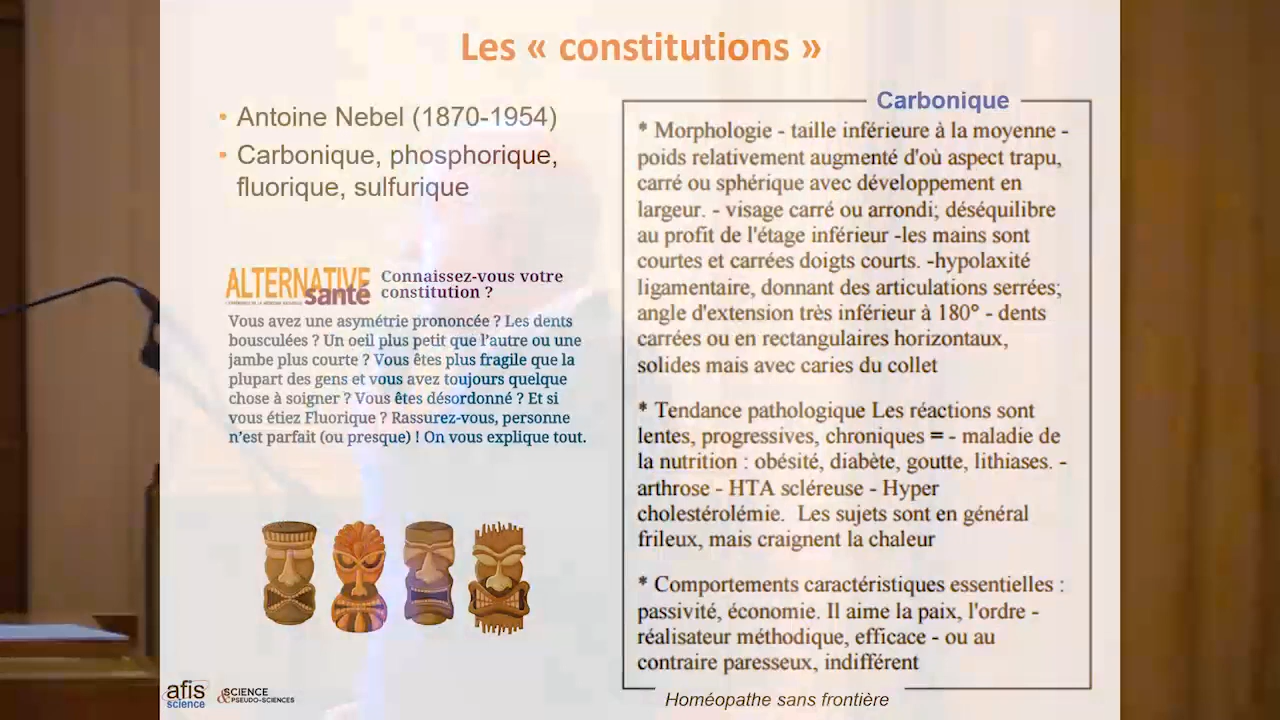 Les « constitutions »
• Antoine Nebel (1870-1954)
• Carbonique, phosphorique,
fluorique, sulfurique
ALTERNATIVE
santé
Connaissez-vous votre
constitution ?
Vous avez une asymétrie prononcée ? Les dents
bousculées ? Un oeil plus petit que l'autre ou une
jambe plus courte ? Vous êtes plus fragile que la
plupart des gens et vous avez toujours quelque
chose à soigner ? Vous êtes désordonné ? Et si
vous étiez Fluorique ? Rassurez-vous, personne
n'est parfait (ou presque) ! On vous explique tout.
Carbonique
* Morphologie - taille inférieure à la moyenne -
poids relativement augmenté d'où aspect trapu,
carré ou sphérique avec développement en
largeur. - visage carré ou arrondi; déséquilibre
au profit de l'étage inférieur -les mains sont
courtes et carrées doigts courts. -hypolaxité
ligamentaire, donnant des articulations serrées;
angle d'extension très inférieur à 180° - dents
carrées ou en rectangulaires horizontaux,
solides mais avec caries du collet
* Tendance pathologique Les réactions sont
lentes, progressives, chroniques = - maladie de
la nutrition : obésité, diabète, goutte, lithiases. -
arthrose - HTA scléreuse - Hyper
cholestérolémie. Les sujets sont en général
frileux, mais craignent la chaleur
* Comportements caractéristiques essentielles :
passivité, économie. Il aime la paix, l'ordre -
réalisateur méthodique, efficace - ou au
contraire paresseux, indifférent
Homéopathe sans frontière
afis
science
SCIENCE
& PSEUDO-SCIENCES